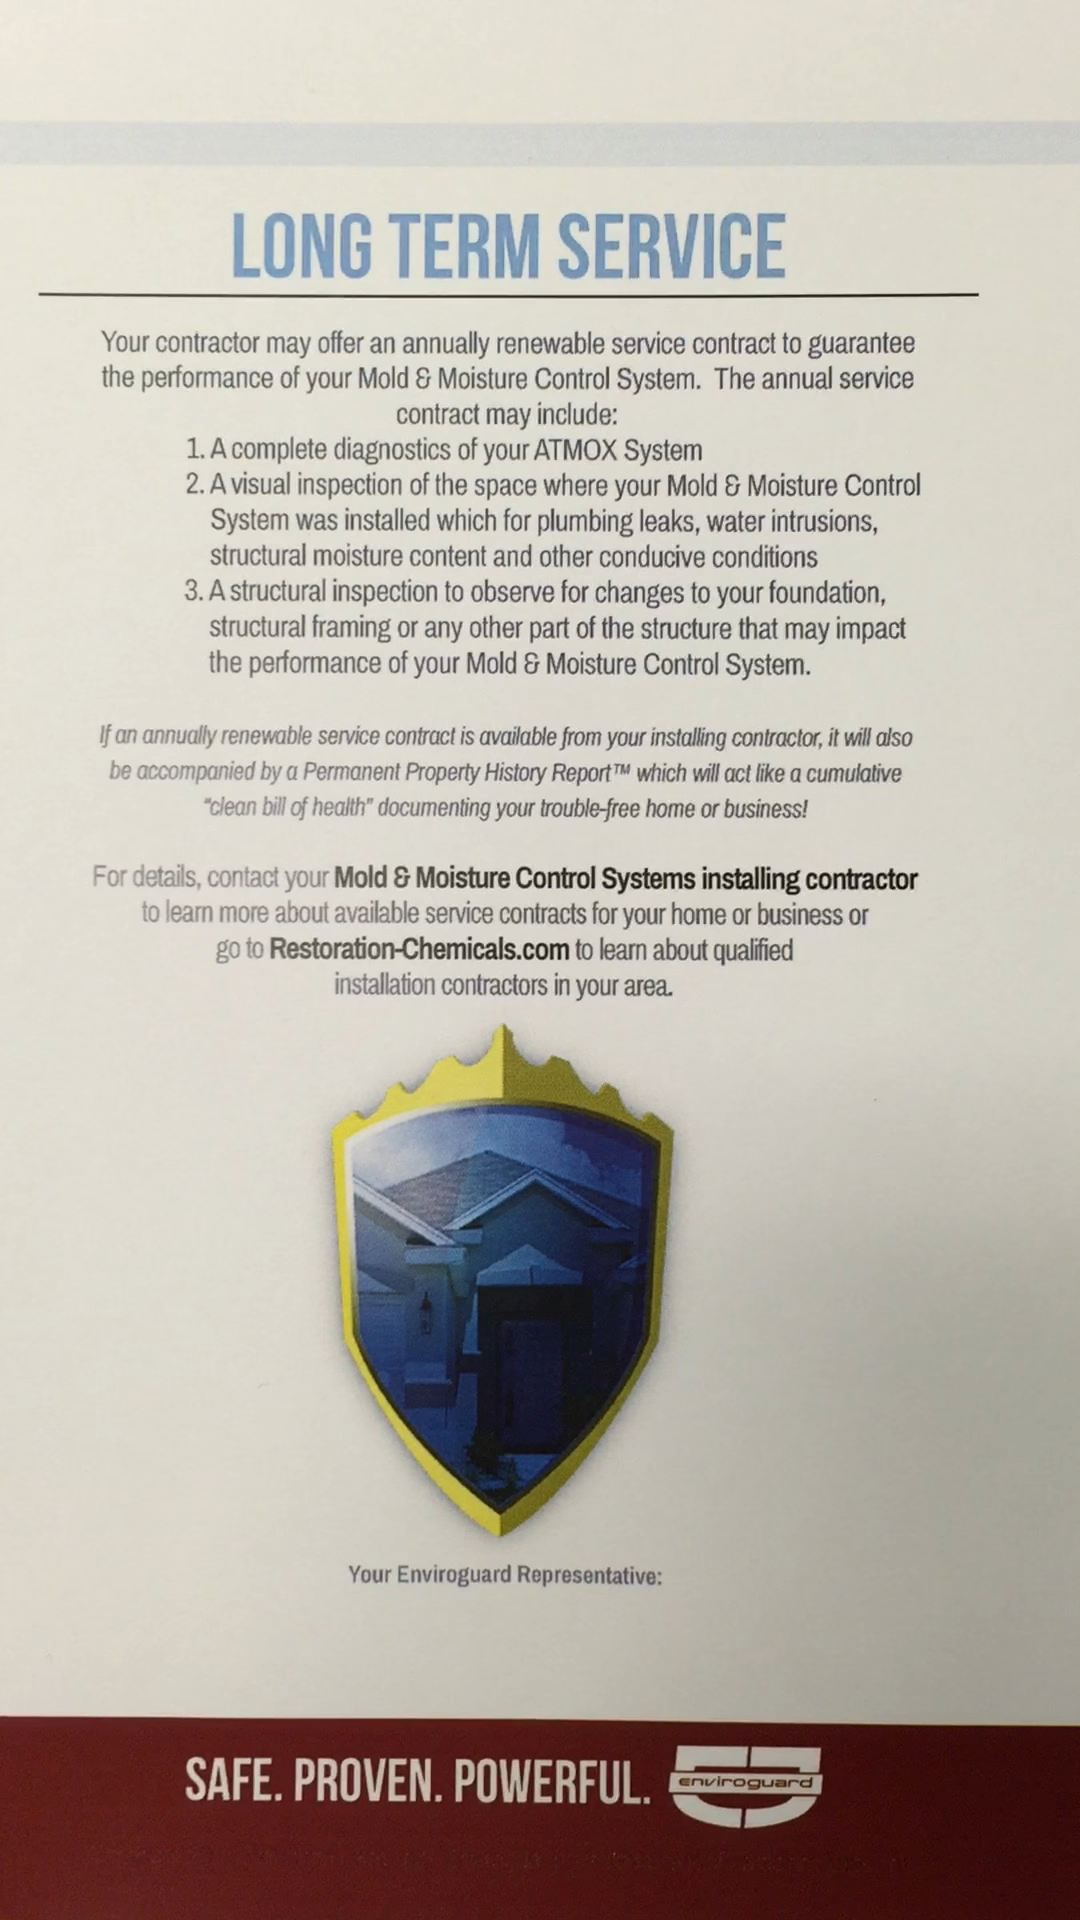 LONG TERM SERVICE
Your contractor may offer an annually renewable service contract to guarantee
the performance of your Mold & Moisture Control System. The annual service
contract may include:
1. A complete diagnostics of your ATMOX System
2. A visual inspection of the space where your Mold & Moisture Control
System was installed which for plumbing leaks, water intrusions,
structural moisture content and other conducive conditions
3. A structural inspection to observe for changes to your foundation,
structural framing or any other part of the structure that may impact
the performance of your Mold & Moisture Control System.
If an annually renewable service contract is available from your installing contractor, it will also
be accompanied by a Permanent Property History Report™ which will act like a cumulative
"clean bill of health" documenting your trouble-free home or business!
For details, contact your Mold & Moisture Control Systems installing contractor
to learn more about available service contracts for your home or business or
go to Restoration-Chemicals.com to learn about qualified
installation contractors in your area.
Your Enviroguard Representative:
SAFE. PROVEN. POWERFUL.
enviroguard